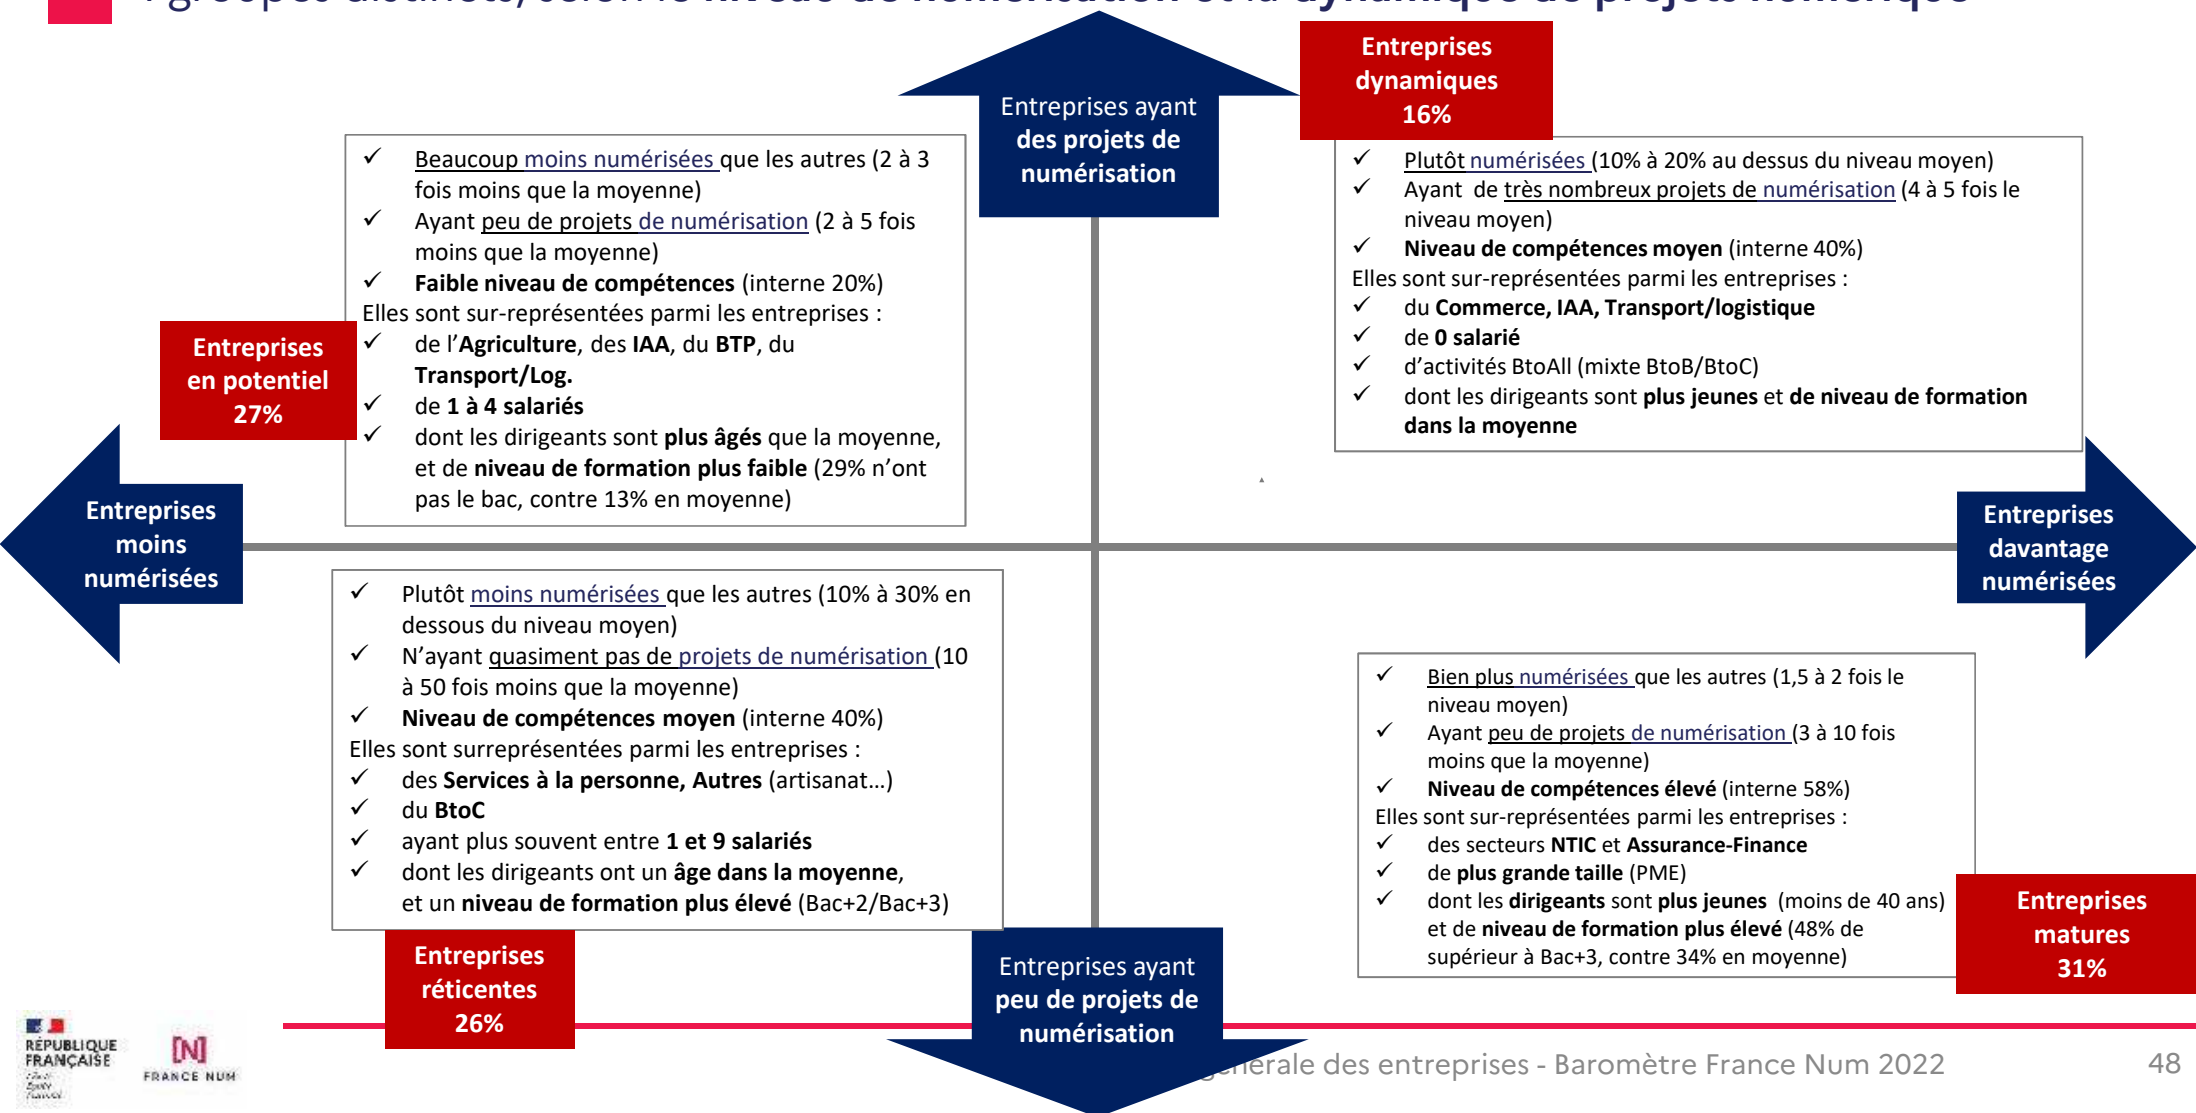 4 groupes distincts, selon le niveau de numérisation et la dynamique de projets numérique
Entreprises ayant
des projets de
numérisation
Entreprises
dynamiques
16%
✓ Beaucoup moins numérisées que les autres (2 à 3
fois moins que la moyenne)
✓ Ayant peu de projets de numérisation (2 à 5 fois
moins que la moyenne)
✓ Faible niveau de compétences (interne 20%)
Elles sont sur-représentées parmi les entreprises :
✓ de l’Agriculture, des IAA, du BTP, du
Transport/Log.
✓ de 1 à 4 salariés
✓ dont les dirigeants sont plus âgés que la moyenne,
et de niveau de formation plus faible (29% n’ont
pas le bac, contre 13% en moyenne)
Entreprises
en potentiel
27%
✓ Plutôt numérisées (10% à 20% au dessus du niveau moyen)
✓ Ayant de très nombreux projets de numérisation (4 à 5 fois le
niveau moyen)
✓ Niveau de compétences moyen (interne 40%)
Elles sont sur-représentées parmi les entreprises :
✓ du Commerce, IAA, Transport/logistique
✓ de 0 salarié
✓ d’activités BtoAll (mixte BtoB/BtoC)
✓ dont les dirigeants sont plus jeunes et de niveau de formation
dans la moyenne
Entreprises
moins
numérisées
Entreprises
davantage
numérisées
✓ Plutôt moins numérisées que les autres (10% à 30% en
dessous du niveau moyen)
✓ N’ayant quasiment pas de projets de numérisation (10
à 50 fois moins que la moyenne)
✓ Niveau de compétences moyen (interne 40%)
Elles sont surreprésentées parmi les entreprises :
✓ des Services à la personne, Autres (artisanat…)
✓ du BtoC
✓ ayant plus souvent entre 1 et 9 salariés
✓ dont les dirigeants ont un âge dans la moyenne,
et un niveau de formation plus élevé (Bac+2/Bac+3)
Entreprises
réticentes
26%
✓ Bien plus numérisées que les autres (1,5 à 2 fois le
niveau moyen)
✓ Ayant peu de projets de numérisation (3 à 10 fois
moins que la moyenne)
✓ Niveau de compétences élevé (interne 58%)
Elles sont sur-représentées parmi les entreprises :
✓ des secteurs NTIC et Assurance-Finance
✓ de plus grande taille (PME)
✓ dont les dirigeants sont plus jeunes (moins de 40 ans)
et de niveau de formation plus élevé (48% de
supérieur à Bac+3, contre 34% en moyenne)
Entreprises
matures
31%
Entreprises ayant
peu de projets de
numérisation
RÉPUBLIQUE
FRANÇAISE
[N]
FRANCE NUM
générale des entreprises - Baromètre France Num 2022
48